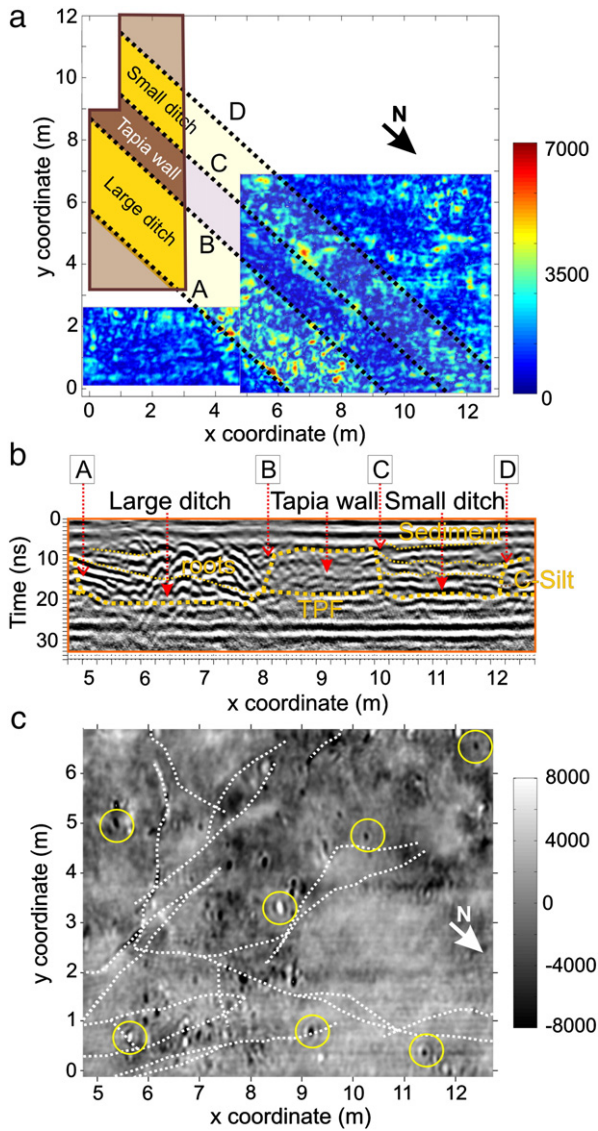 a
12
10
8
6
4
2
0
y coordinate (m)
Small ditch
Tapia wall
Large ditch
D
C
B
A
N
7000
3500
0
0 2 4 6 8 10 12
x coordinate (m)
b
A B C D
Large ditch Tapia wall Small ditch
0
10
20
30
Time (ns)
Sediment
roots
C-Silt
TPF
5 6 7 8 9 10 11 12
x coordinate (m)
c
6
5
4
3
2
1
0
y coordinate (m)
N
8000
4000
0
-4000
-8000
5 6 7 8 9 10 11 12
x coordinate (m)